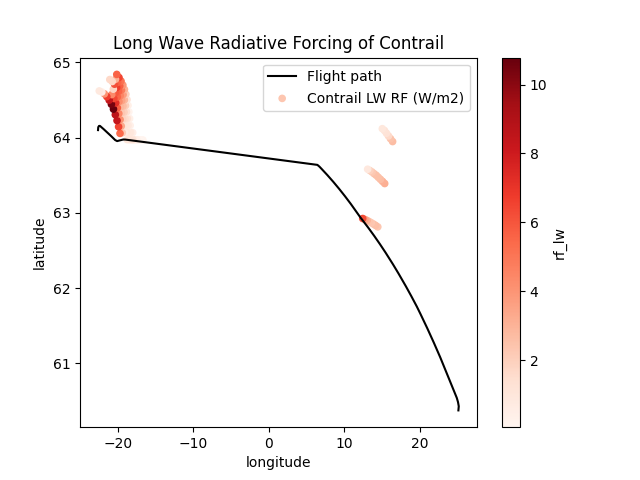 Long Wave Radiative Forcing of Contrail
Flight path
Contrail LW RF (W/m2)
65
64
63
62
61
latitude
−20
−10
0
10
20
longitude
10
8
6
4
2
rf_lw